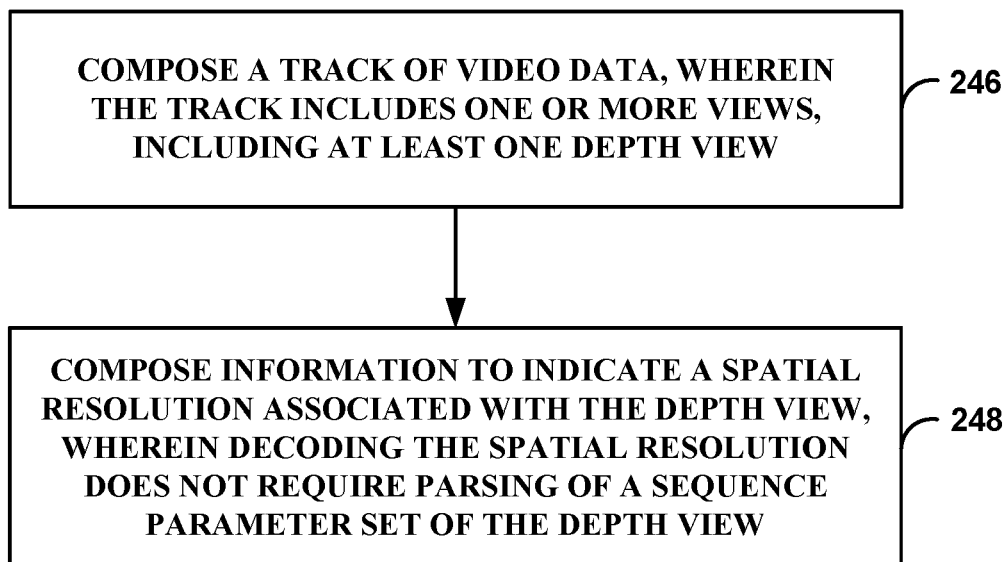 COMPOSE A TRACK OF VIDEO DATA, WHEREIN
THE TRACK INCLUDES ONE OR MORE VIEWS,
INCLUDING AT LEAST ONE DEPTH VIEW
246
COMPOSE INFORMATION TO INDICATE A SPATIAL
RESOLUTION ASSOCIATED WITH THE DEPTH VIEW,
WHEREIN DECODING THE SPATIAL RESOLUTION
DOES NOT REQUIRE PARSING OF A SEQUENCE
PARAMETER SET OF THE DEPTH VIEW
248